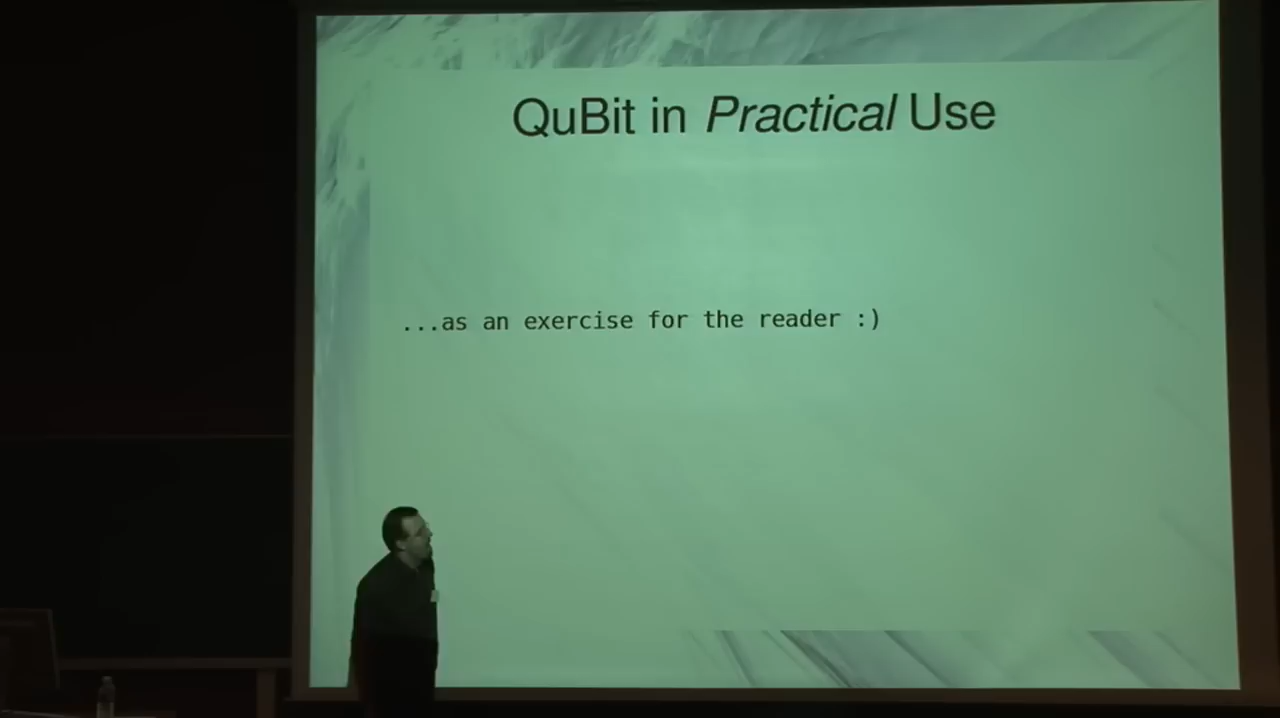 QuBit in Practical Use
...as an exercise for the reader :)